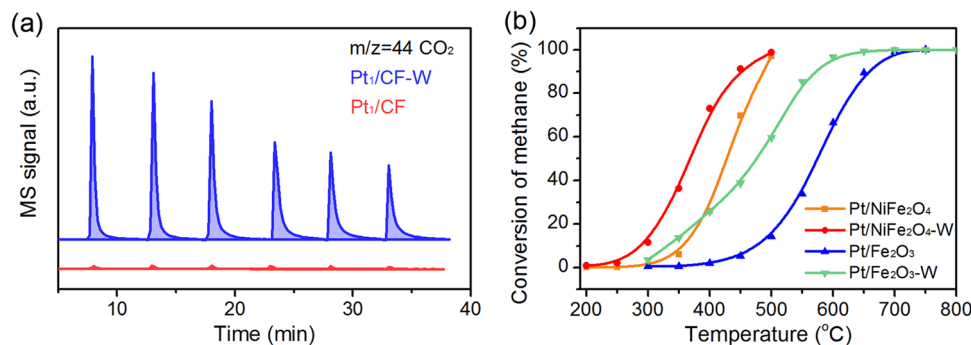 (a)
m/z=44 CO₂
Pt₁/CF-W
Pt₁/CF
MS signal (a.u.)
10 20 30 40
Time (min)
(b)
Conversion of methane (%)
100
80
60
40
20
0
Pt/NiFe₂O₄
Pt/NiFe₂O₄-W
Pt/Fe₂O₃
Pt/Fe₂O₃-W
200 300 400 500 600 700 800
Temperature (°C)